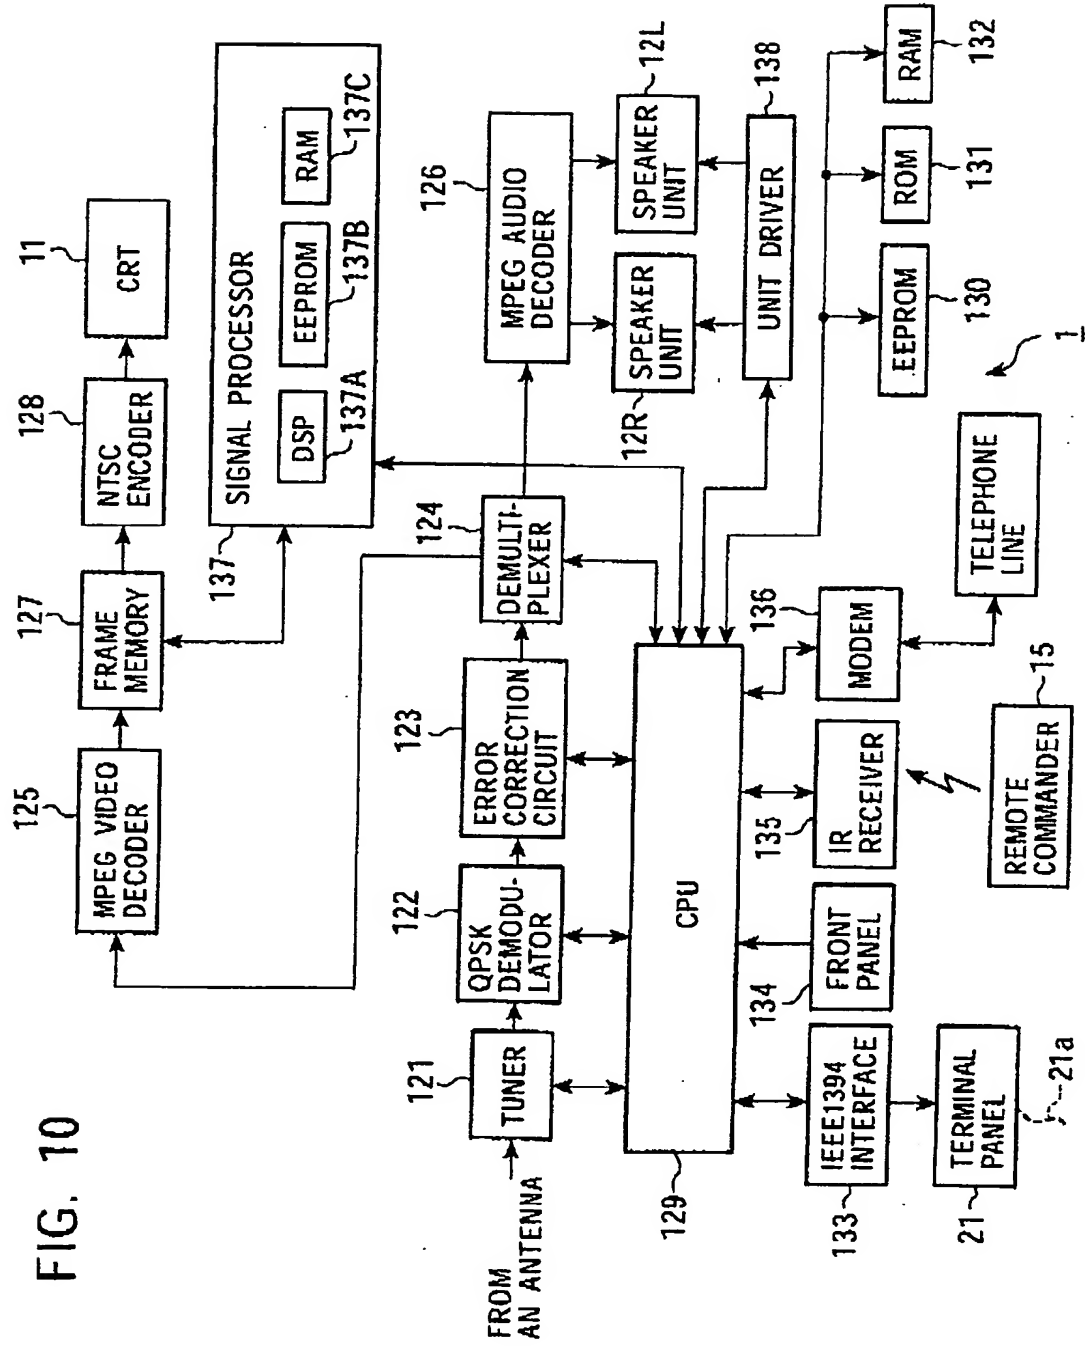 FIG. 10
125
MPEG VIDEO
DECODER
127
FRAME
MEMORY
128
NTSC
ENCODER
11
CRT
137
SIGNAL PROCESSOR
DSP
137A
EEPROM
137B
RAM
137C
FROM
AN ANTENNA
121
TUNER
122
QPSK
DEMODU-
LATOR
123
ERROR
CORRECTION
CIRCUIT
124
DEMULTI-
PLEXER
126
MPEG AUDIO
DECODER
12R
SPEAKER
UNIT
12L
SPEAKER
UNIT
138
UNIT DRIVER
129
CPU
133
IEEE1394
INTERFACE
134
FRONT
PANEL
135
IR
RECEIVER
136
MODEM
EEPROM
130
ROM
131
RAM
132
21
TERMINAL
PANEL
21a
REMOTE
COMMANDER
15
TELEPHONE
LINE
1